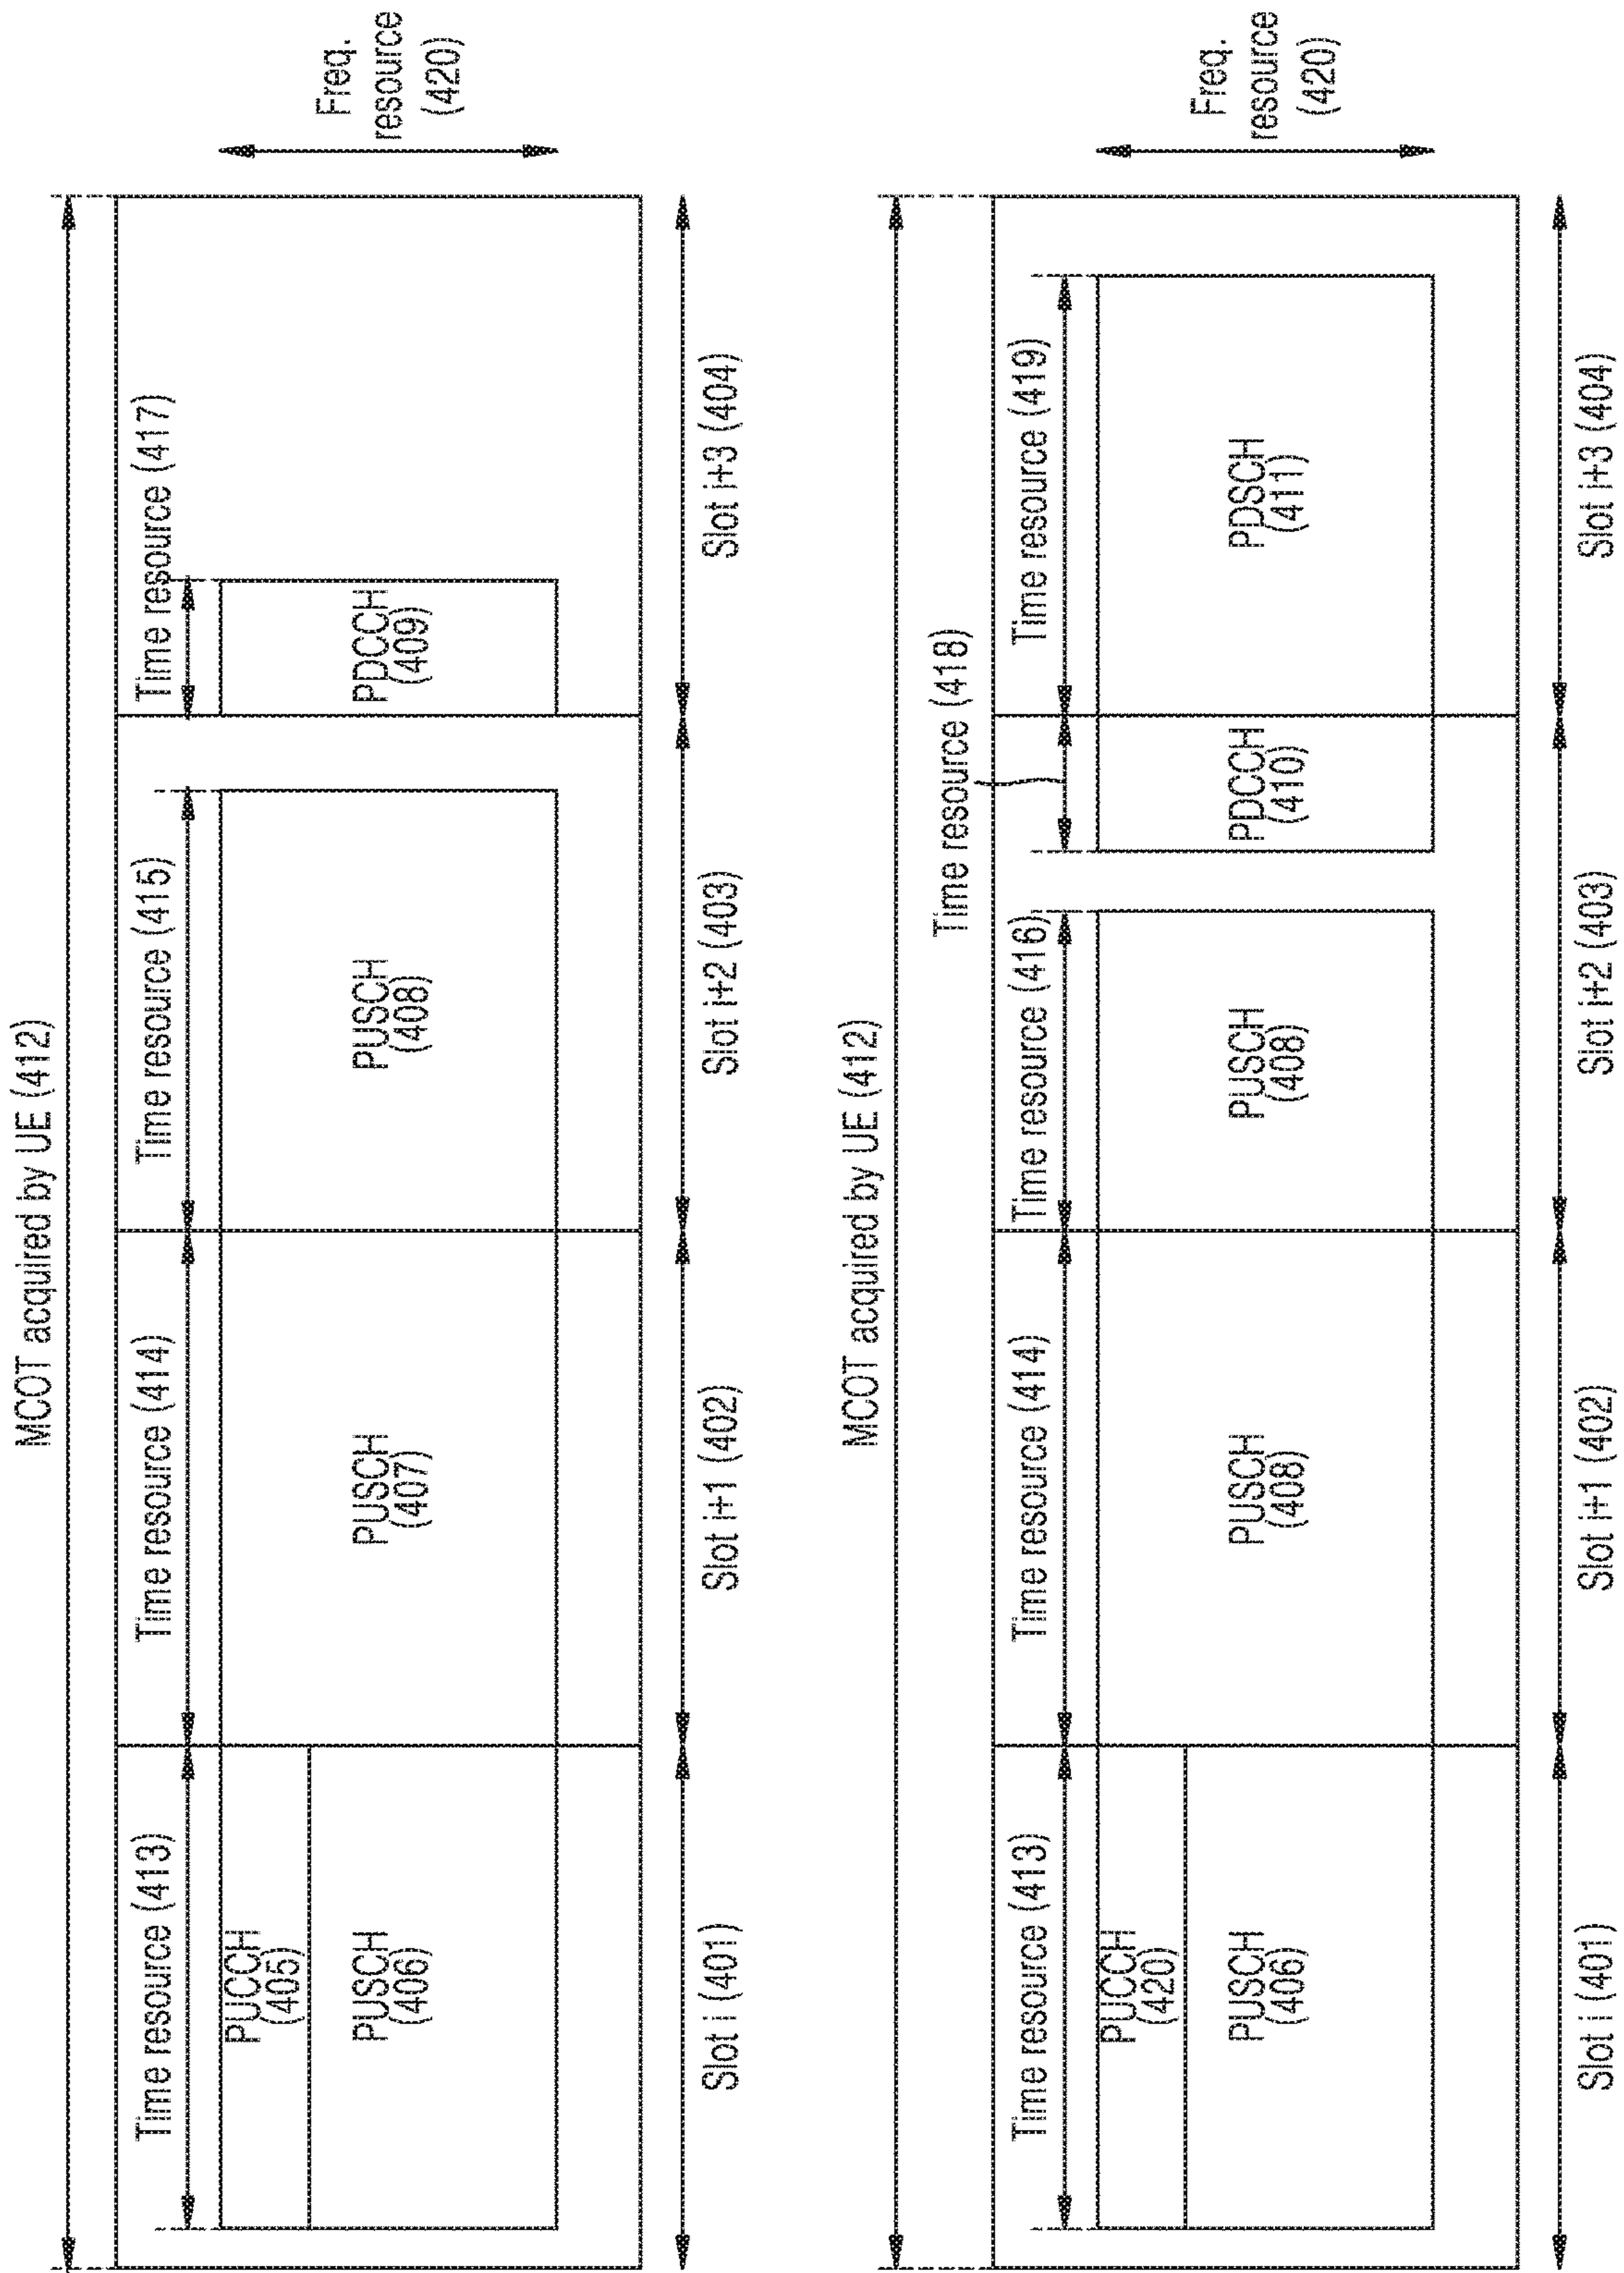 MCOT acquired by UE (412)
Time resource (413)
Time resource (414)
Time resource (415)
Time resource (417)
Freq.
resource
(420)
PUCCH
(405)
PUSCH
(406)
PUSCH
(407)
PUSCH
(408)
PDCCH
(409)
Slot i (401)
Slot i+1 (402)
Slot i+2 (403)
Slot i+3 (404)
MCOT acquired by UE (412)
Time resource (418)
Time resource (413)
Time resource (414)
Time resource (416)
Time resource (419)
Freq.
resource
(420)
PUCCH
(420)
PUSCH
(406)
PUSCH
(408)
PUSCH
(408)
PDCCH
(410)
PDSCH
(411)
Slot i (401)
Slot i+1 (402)
Slot i+2 (403)
Slot i+3 (404)